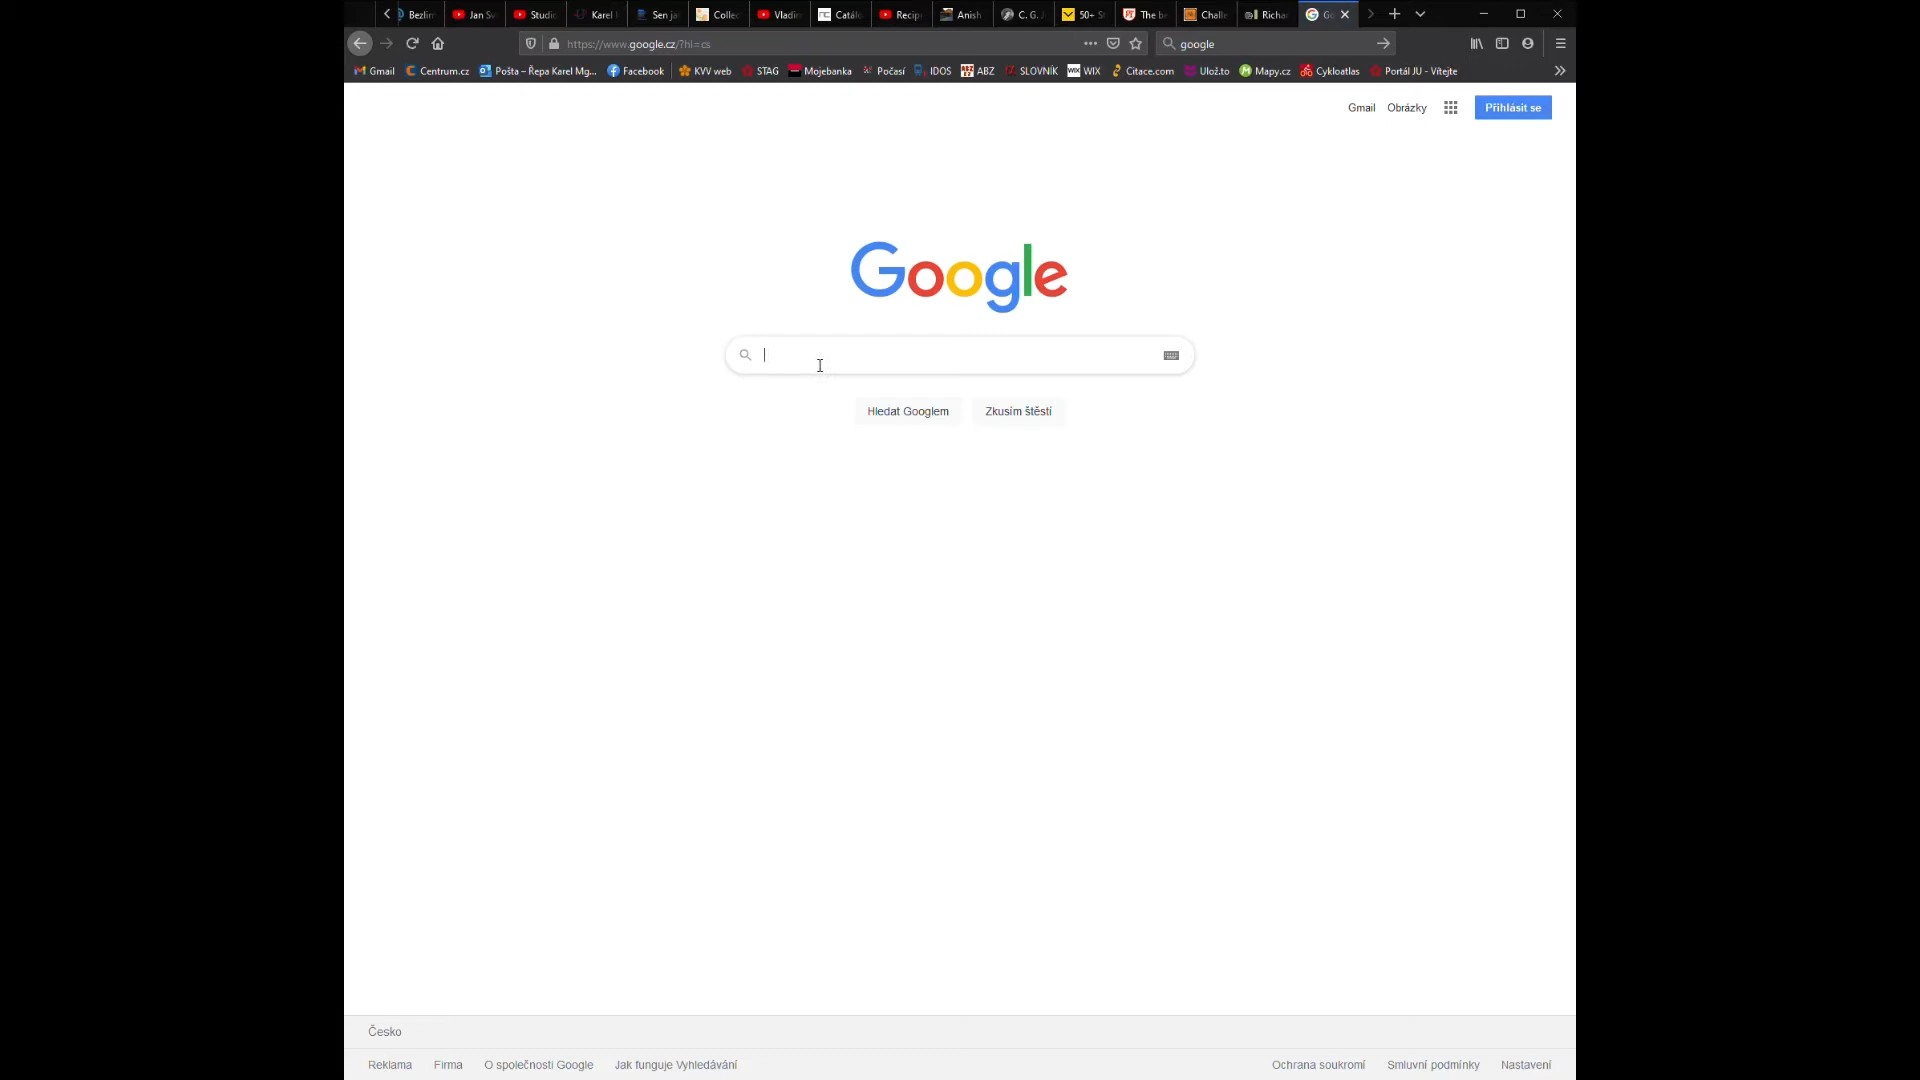 Bezlim Jan Sv Studio Karel Sen ja Collec Vladim Catálo Recip Anish C. G. J 50+ S The be Challe Richa Go
https://www.google.cz/?hl=cs google
Gmail Centrum.cz Pošta – Řepa Karel Mg... Facebook KVV web STAG Mojebanka Počasí IDOS ABZ SLOVNÍK WIX Citace.com Ulož.to Mapy.cz Cykloatlas Portál JU - Vítejte
Gmail Obrázky Přihlásit se
Google
Hledat Googlem Zkusím štěstí
Česko
Reklama Firma O společnosti Google Jak funguje Vyhledávání Ochrana soukromí Smluvní podmínky Nastavení